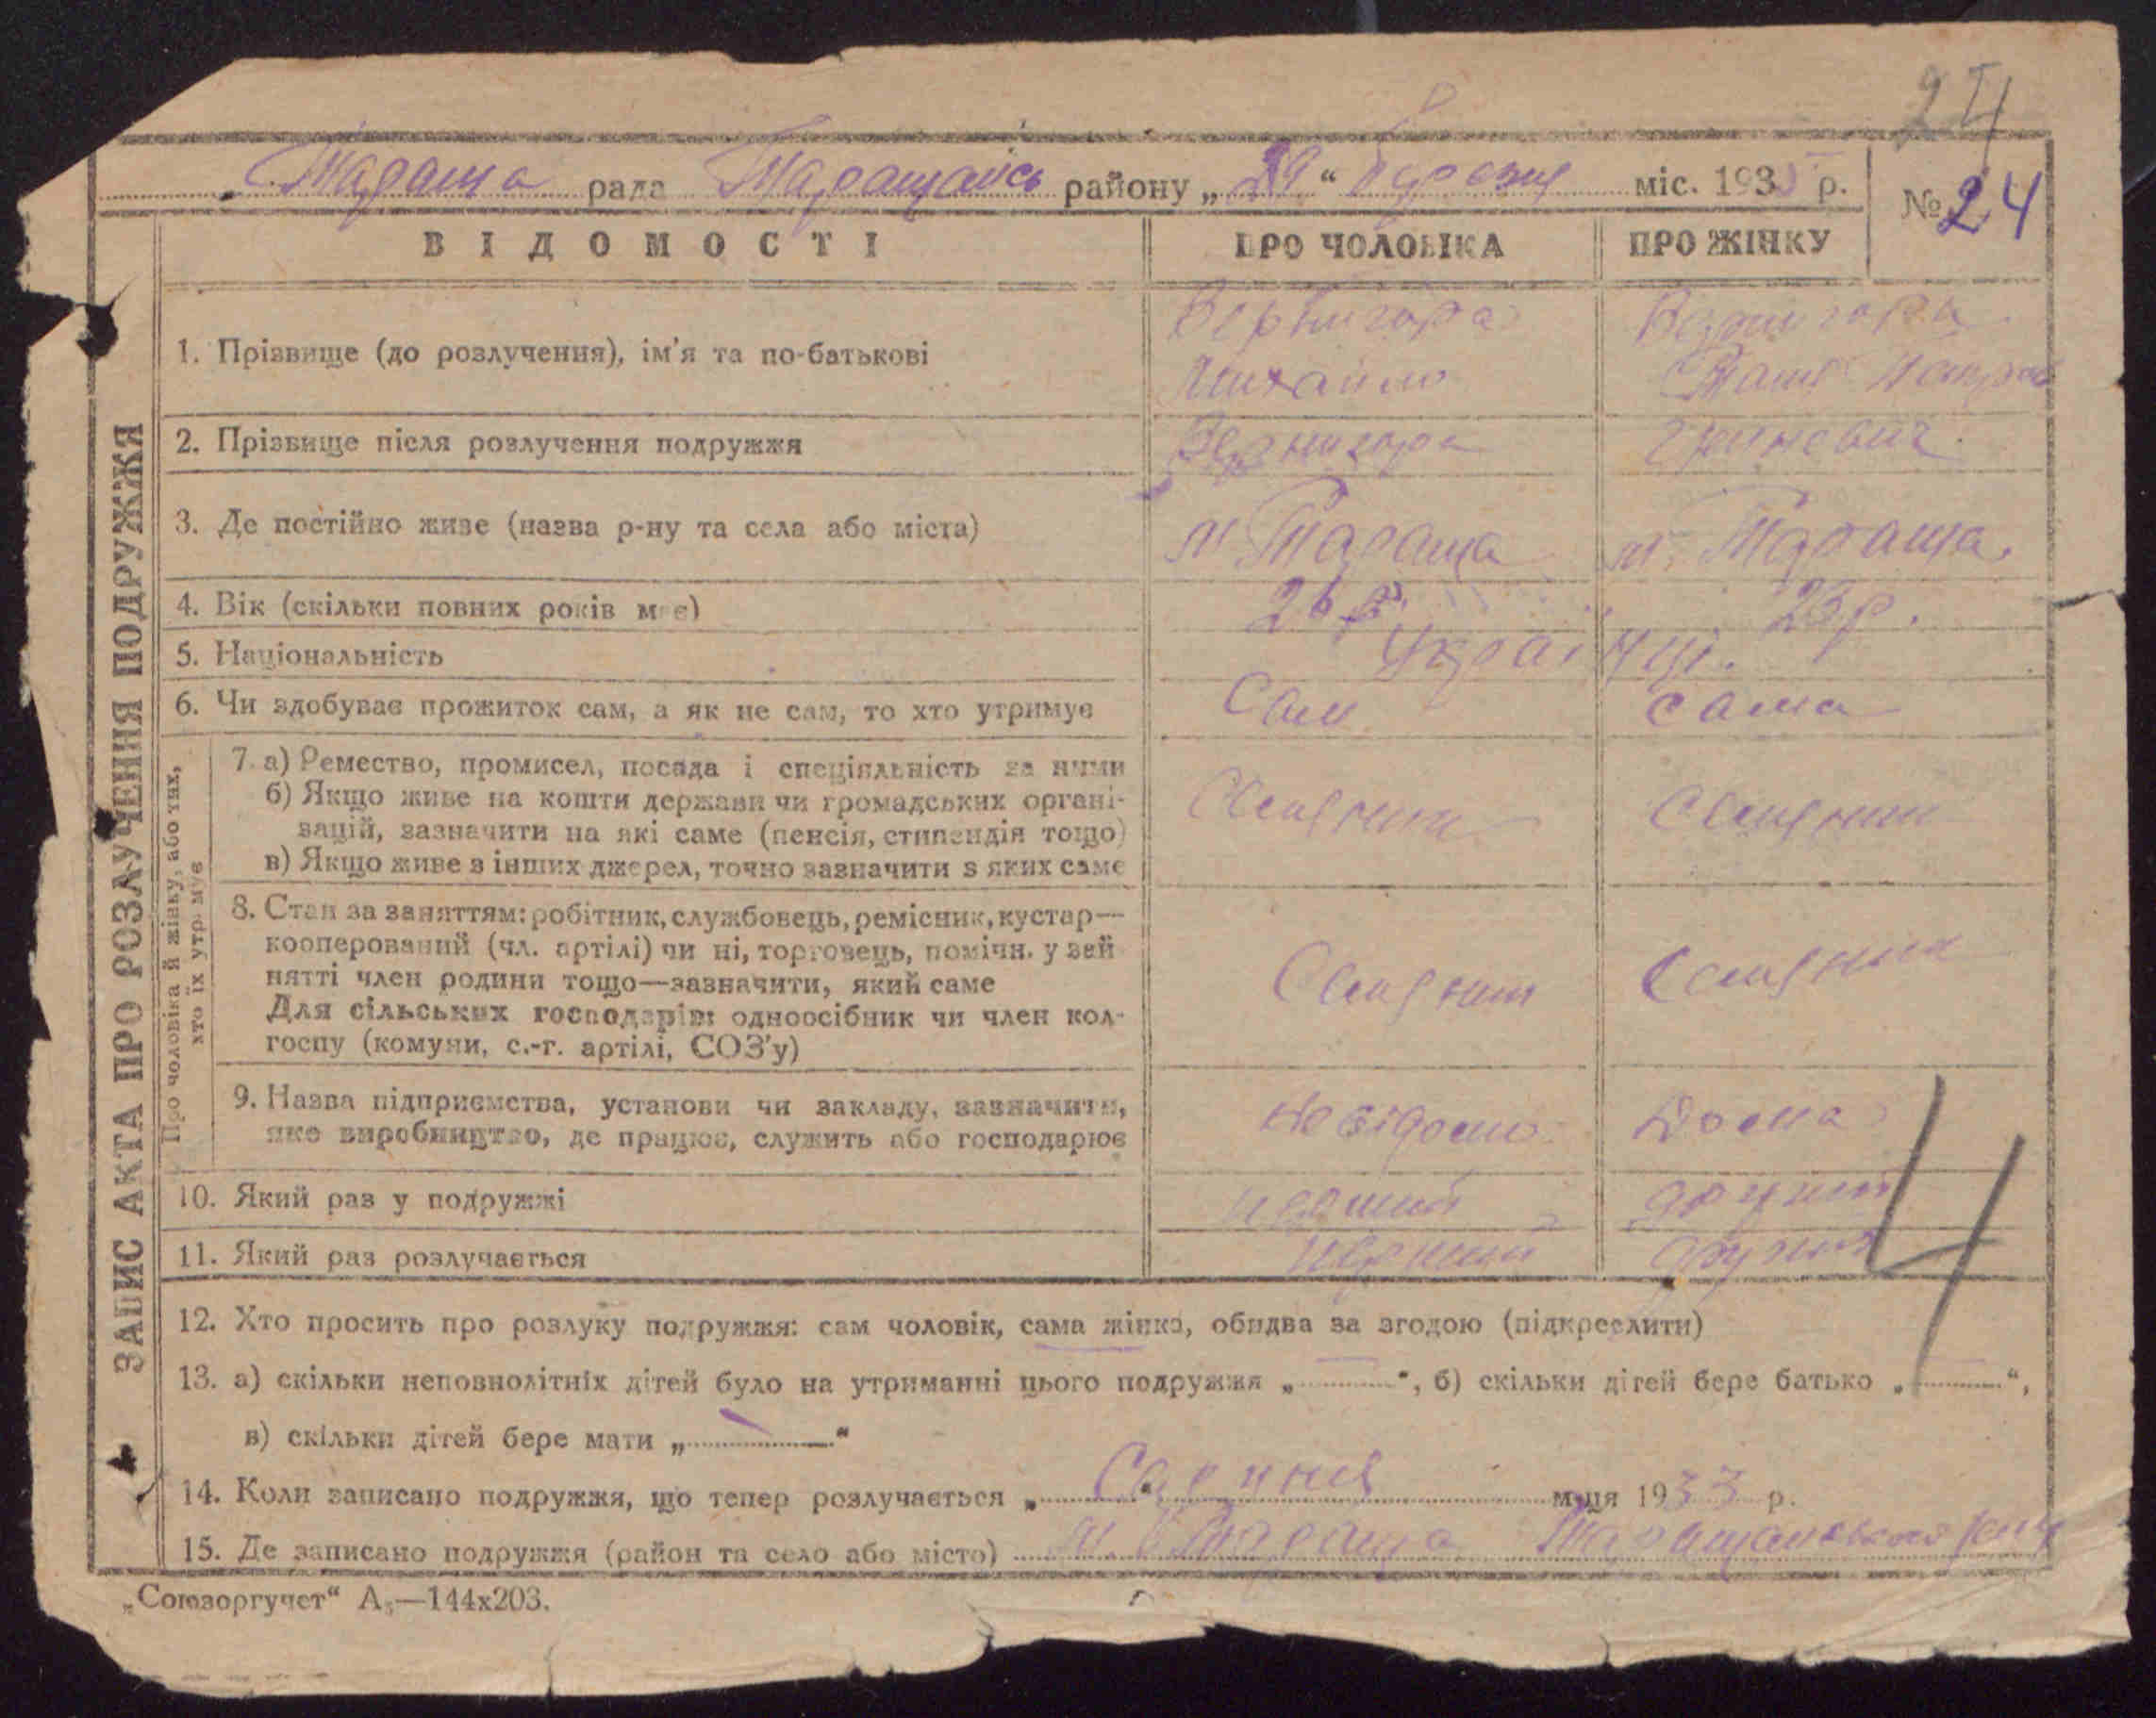 24
Тараща рада Таращанськ району „29“ березня міс. 1935 р. № 24
ВІДОМОСТІ ПРО ЧОЛОВІКА ПРО ЖІНКУ
ЗАПИС АКТА ПРО РОЗЛУЧЕННЯ ПОДРУЖЖЯ
1. Прізвище (до розлучення), ім'я та по-батькові Вернигора Михайло Вернигора
2. Прізвище після розлучення подружжя Вернигора Гриневич
3. Де постійно живе (назва р-ну та села або міста) м Тараща м. Тараща.
4. Вік (скільки повних років має) 26 р. 23 р.
5. Національність Українці.
6. Чи здобуває прожиток сам, а як не сам, то хто утримує Сам сама
Про чоловіка й жінку, або тих,
хто їх утримує
7. а) Ремество, промисел, посада і спеціяльність за ними
б) Якщо живе на кошти держави чи громадських органі-
зацій, зазначити на які саме (пенсія, стипендія тощо)
в) Якщо живе з інших джерел, точно зазначити з яких саме
8. Стан за заняттям: робітник, службовець, ремісник, кустар—
кооперований (чл. артілі) чи ні, торговець, помічн. у зай
нятті член родини тощо—зазначити, який саме
Для сільських господарів: одноосібник чи член кол-
госпу (комуни, с.-г. артілі, СОЗ'у)
9. Назва підприємства, установи чи закладу, зазначити,
яке виробництво, де працює, служить або господарює Невідомо Дома
10. Який раз у подружжі перший другий
11. Який раз розлучається перший другий
12. Хто просить про розлуку подружжя: сам чоловік, сама жінка, обидва за згодою (підкреслити)
13. а) скільки неповнолітніх дітей було на утриманні цього подружжя „—“, б) скільки дітей бере батько „—“,
в) скільки дітей бере мати „—“
14. Коли записано подружжя, що тепер розлучається „ Сочня м-ця 1933 р.
15. Де записано подружжя (район та село або місто) м. Тараща
„Союзоргучет“ А₅—144х203.